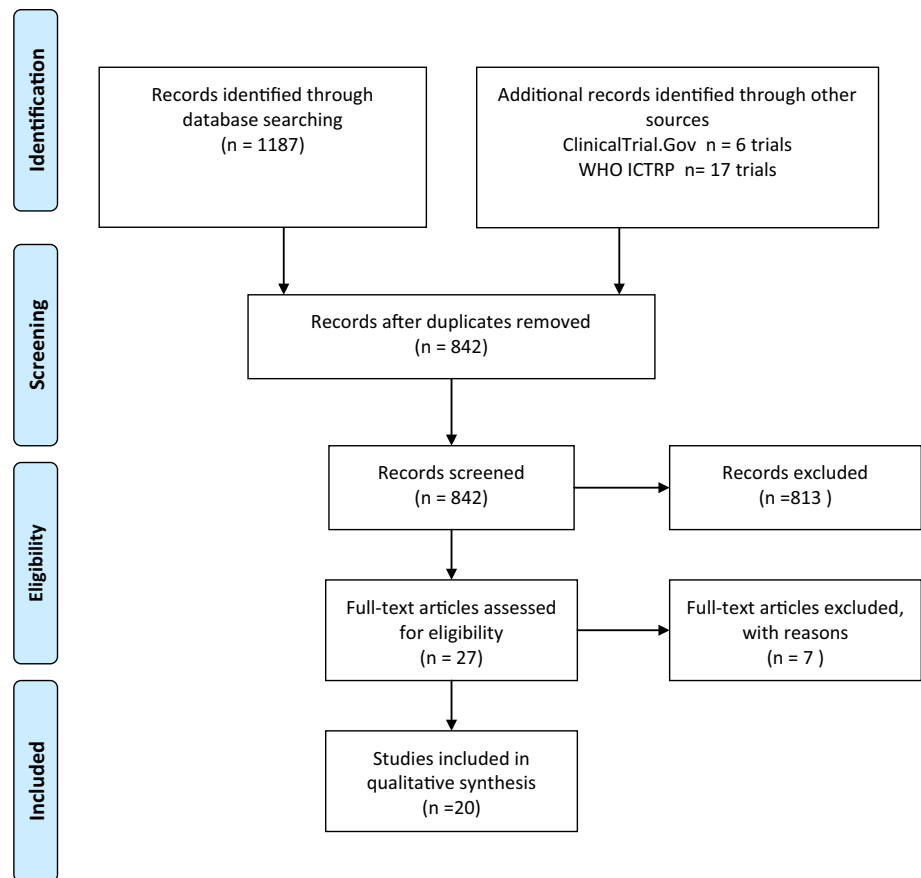 Identification
Records identified through
database searching
(n = 1187)
Additional records identified through other
sources
ClinicalTrial.Gov n = 6 trials
WHO ICTRP n= 17 trials
Screening
Records after duplicates removed
(n = 842)
Records screened
(n = 842)
Records excluded
(n =813 )
Eligibility
Full-text articles assessed
for eligibility
(n = 27)
Full-text articles excluded,
with reasons
(n = 7 )
Included
Studies included in
qualitative synthesis
(n =20)